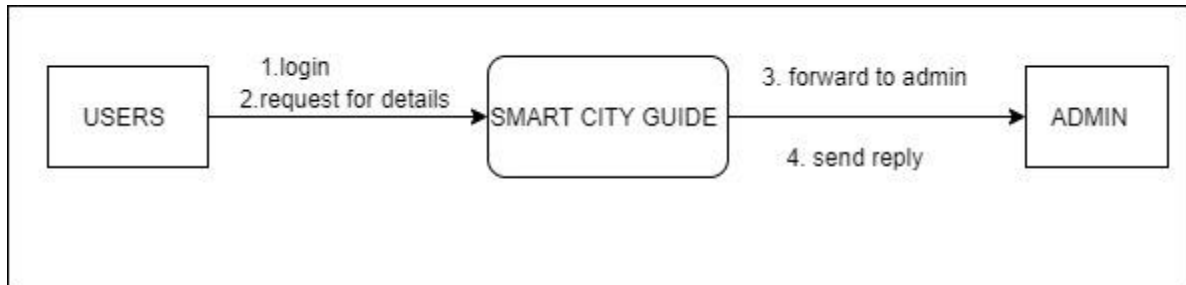 USERS
1.login
2.request for details
SMART CITY GUIDE
3. forward to admin
4. send reply
ADMIN